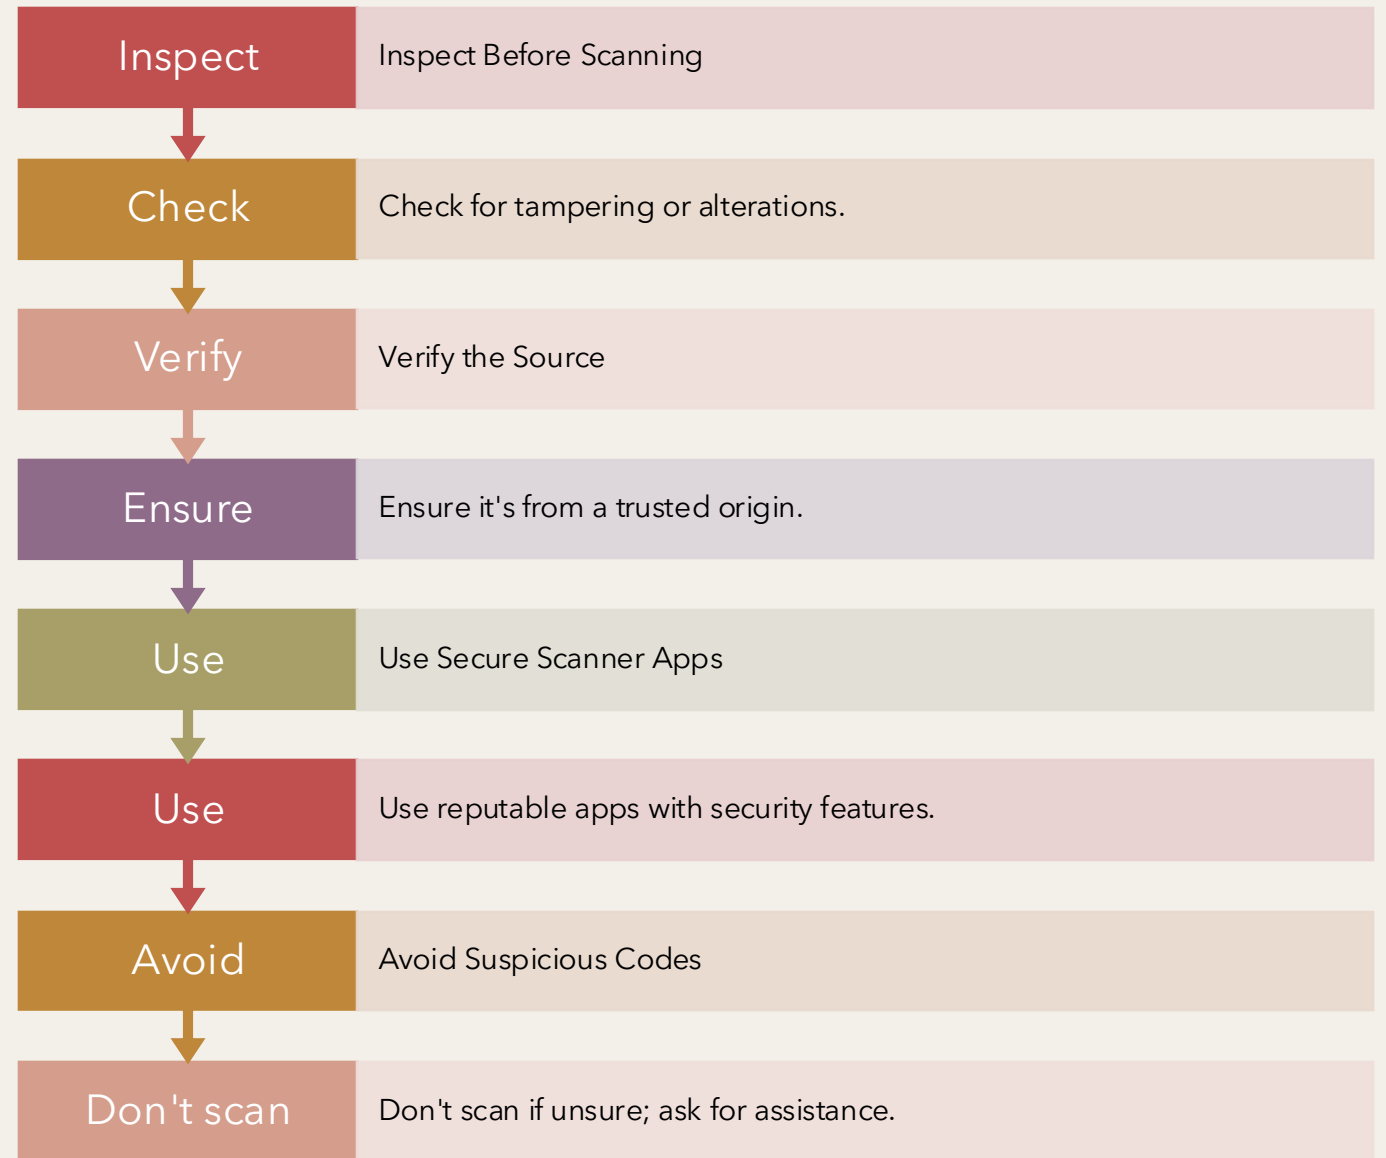 Inspect
Inspect Before Scanning
Check
Check for tampering or alterations.
Verify
Verify the Source
Ensure
Ensure it's from a trusted origin.
Use
Use Secure Scanner Apps
Use
Use reputable apps with security features.
Avoid
Avoid Suspicious Codes
Don't scan
Don't scan if unsure; ask for assistance.